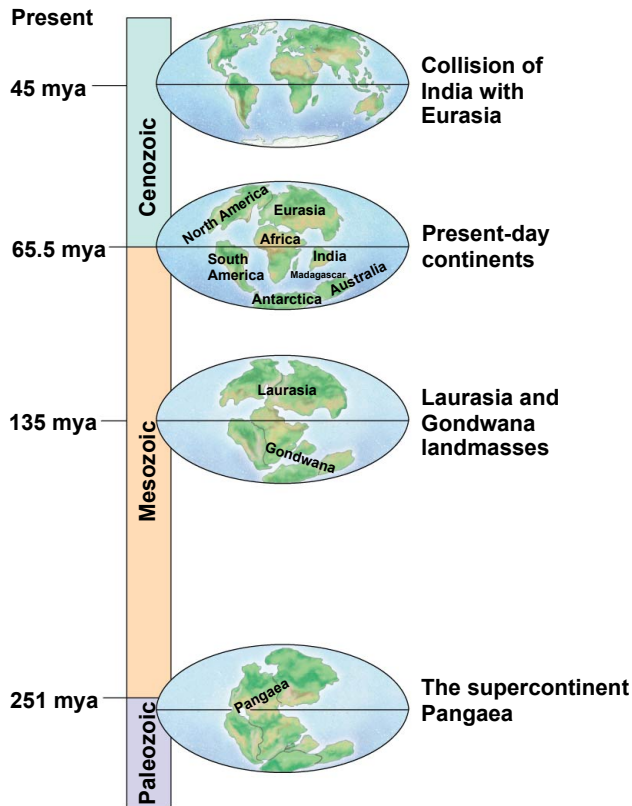 Present
45 mya
Cenozoic
Collision of
India with
Eurasia
65.5 mya
North America
Eurasia
Africa
South
America
India
Madagascar
Antarctica
Australia
Present-day
continents
135 mya
Mesozoic
Laurasia
Gondwana
Laurasia and
Gondwana
landmasses
251 mya
Paleozoic
Pangaea
The supercontinent
Pangaea